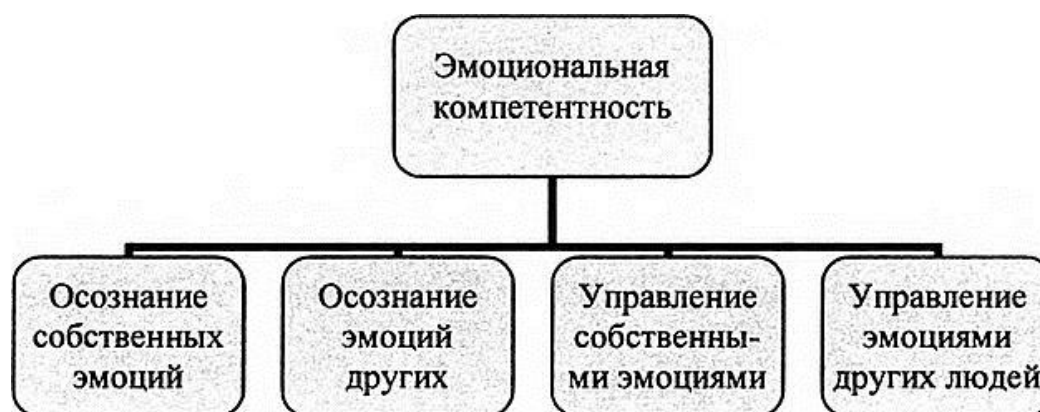 Эмоциональная
компетентность
Осознание
собственных
эмоций
Осознание
эмоций
других
Управление
собственны-
ми эмоциями
Управление
эмоциями
других людей